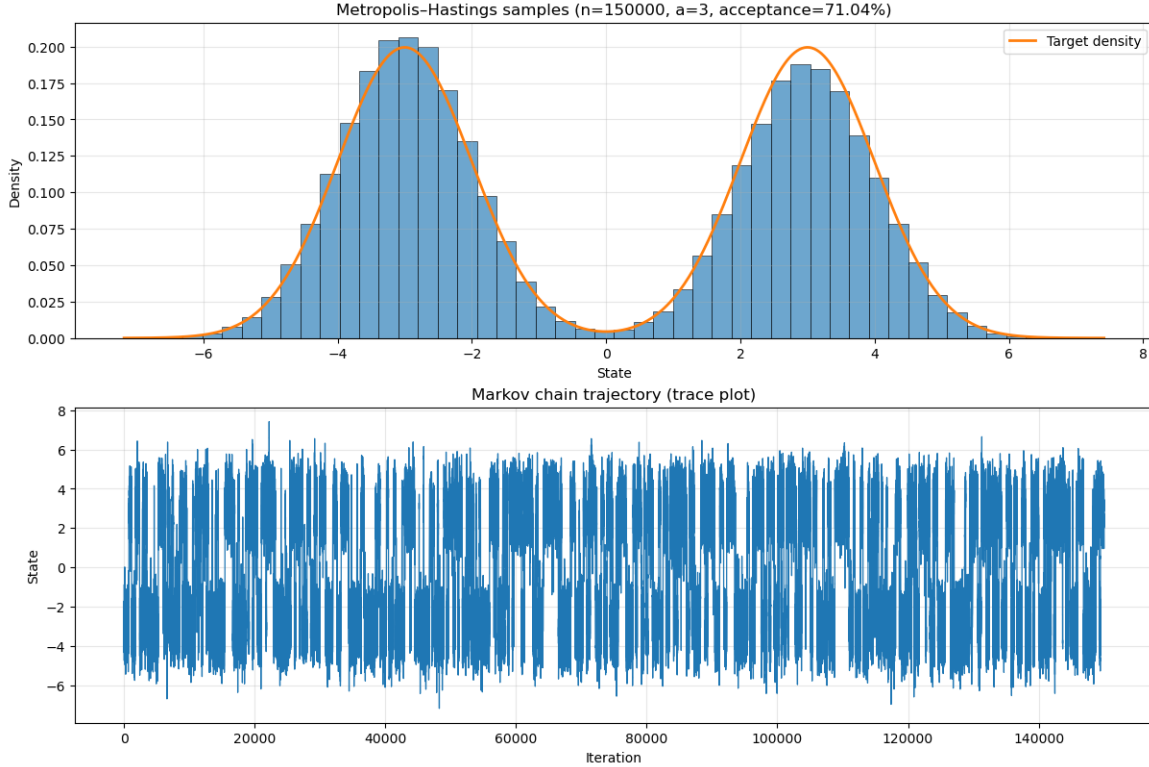 Metropolis–Hastings samples (n=150000, a=3, acceptance=71.04%)
Target density
0.200
0.175
0.150
0.125
0.100
0.075
0.050
0.025
0.000
Density
−6 −4 −2 0 2 4 6 8
State
Markov chain trajectory (trace plot)
8
6
4
2
0
−2
−4
−6
State
0 20000 40000 60000 80000 100000 120000 140000
Iteration